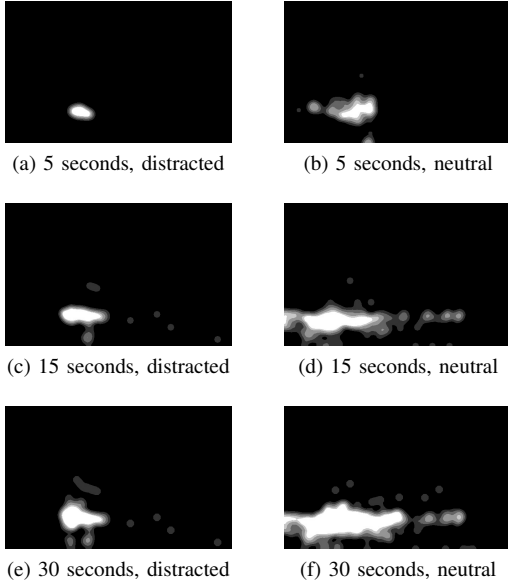 (a) 5 seconds, distracted
(b) 5 seconds, neutral
(c) 15 seconds, distracted
(d) 15 seconds, neutral
(e) 30 seconds, distracted
(f) 30 seconds, neutral